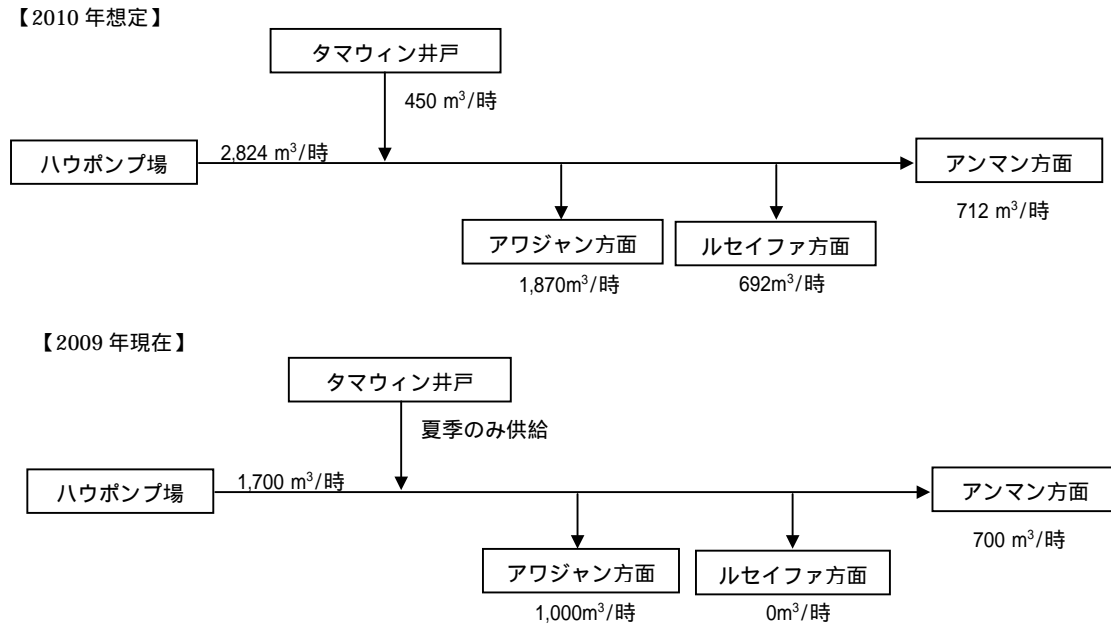 【2010 年想定】
タマウィン井戸
450 m³/時
ハウポンプ場
2,824 m³/時
アンマン方面
712 m³/時
アワジャン方面
ルセイファ方面
1,870m³/時
692m³/時
【2009 年現在】
タマウィン井戸
夏季のみ供給
ハウポンプ場
1,700 m³/時
アンマン方面
700 m³/時
アワジャン方面
ルセイファ方面
1,000m³/時
0m³/時